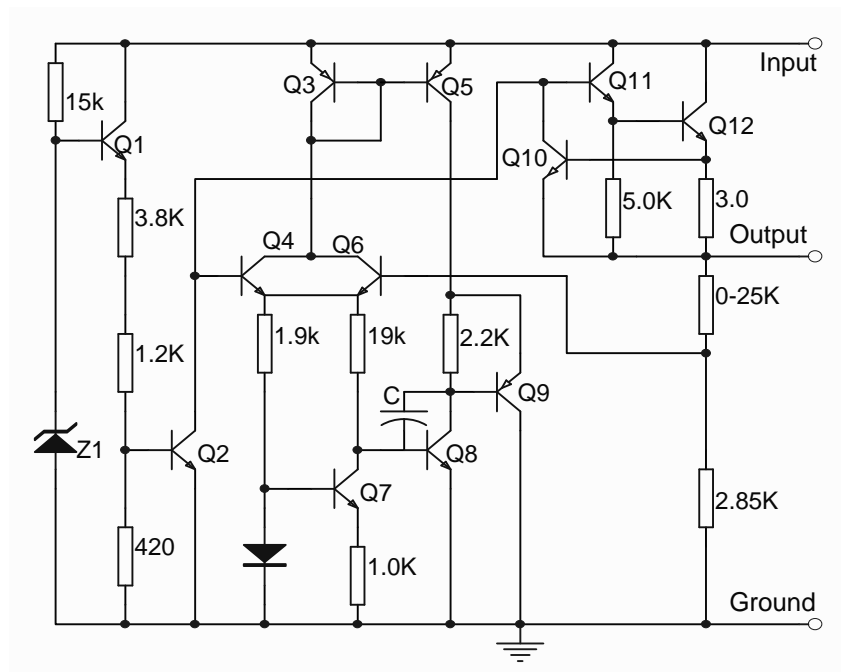 Input
Q3
Q5
Q11
15k
Q12
Q1
Q10
3.8K
5.0K
3.0
Output
Q4
Q6
0-25K
1.2K
1.9k
19k
2.2K
C
Q9
Z1
Q2
Q8
Q7
2.85K
420
1.0K
Ground